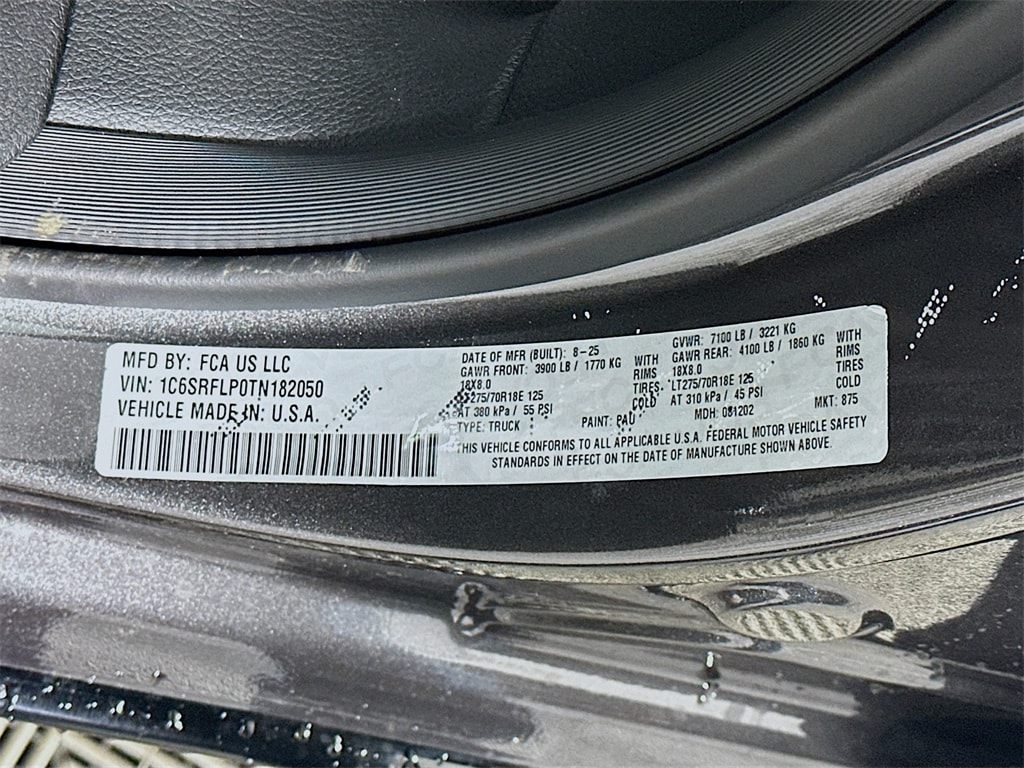 MFD BY: FCA US LLC
VIN: 1C6SRFLP0TN182050
VEHICLE MADE IN: U.S.A.
DATE OF MFR (BUILT): 8-25
GAWR FRONT: 3900 LB / 1770 KG WITH
18X8.0 RIMS
LT275/70R18E 125 TIRES.
AT 380 kPa / 55 PSI COLD
TYPE: TRUCK
GVWR: 7100 LB / 3221 KG
GAWR REAR: 4100 LB / 1860 KG WITH
18X8.0 RIMS
LT275/70R18E 125 TIRES
AT 310 kPa / 45 PSI COLD
PAINT: PAU MDH: 081202 MKT: 875
THIS VEHICLE CONFORMS TO ALL APPLICABLE U.S.A. FEDERAL MOTOR VEHICLE SAFETY
STANDARDS IN EFFECT ON THE DATE OF MANUFACTURE SHOWN ABOVE.